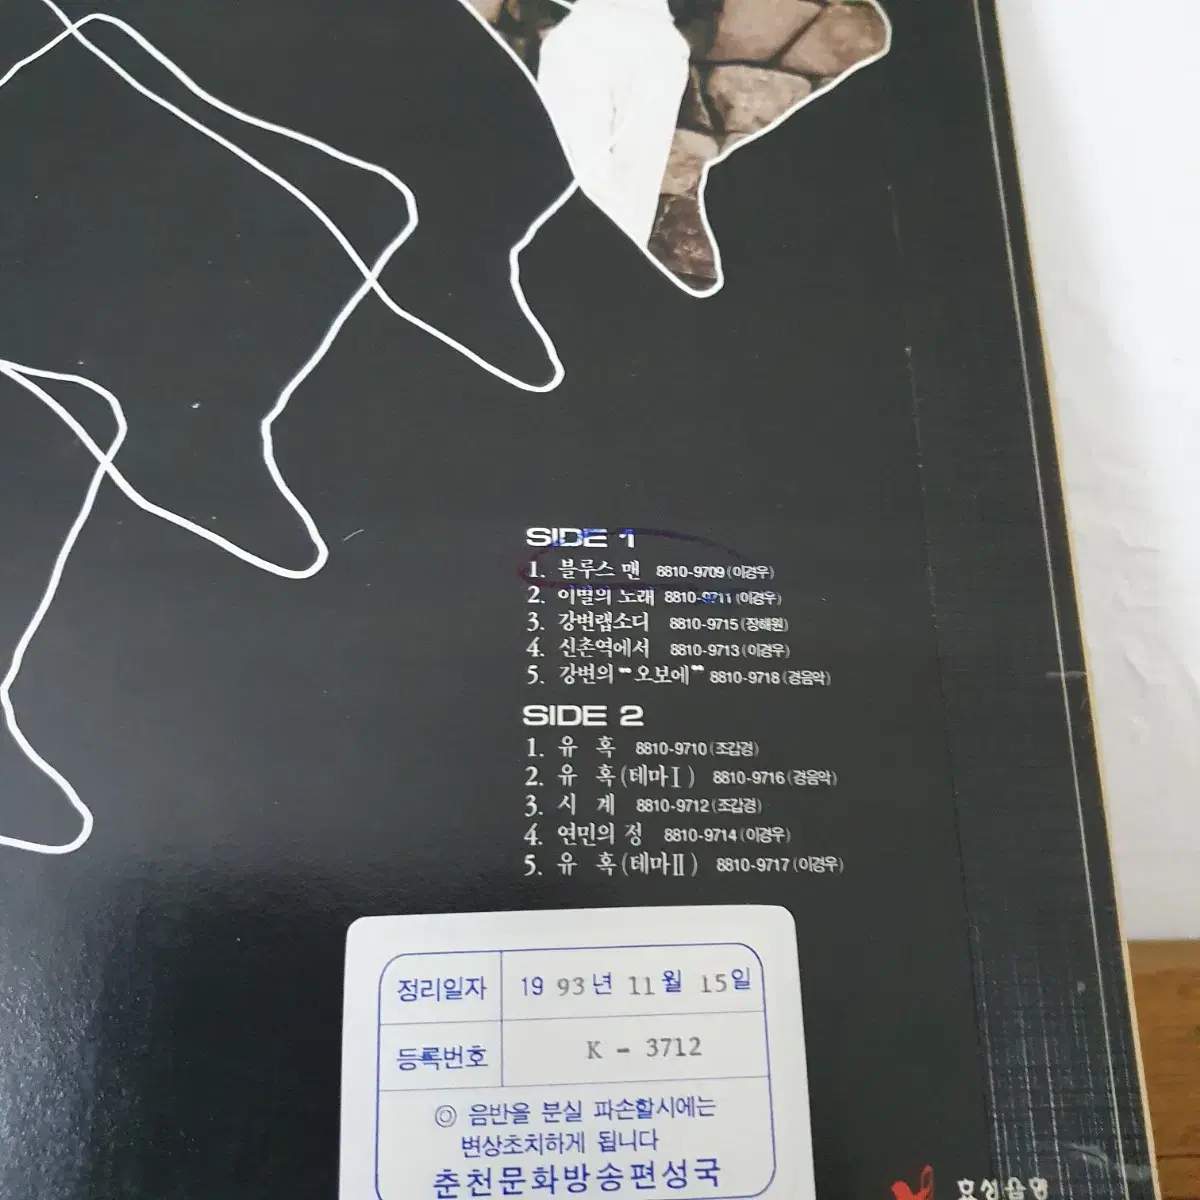 SIDE 1
1. 블루스 맨 8810-9709 (이경우)
2. 이별의 노래 8810-9711 (이경우)
3. 강변랩소디 8810-9715 (장해원)
4. 신촌역에서 8810-9713 (이경우)
5. 강변의 "오보에" 8810-9718 (경음악)
SIDE 2
1. 유 혹 8810-9710 (조갑경)
2. 유 혹 (테마Ⅰ) 8810-9716 (경음악)
3. 시 계 8810-9712 (조갑경)
4. 연민의 정 8810-9714 (이경우)
5. 유 혹 (테마Ⅱ) 8810-9717 (이경우)
정리일자 1993년 11월 15일
등록번호 K - 3712
◎ 음반을 분실 파손할시에는
변상초치하게 됩니다
춘천문화방송편성국